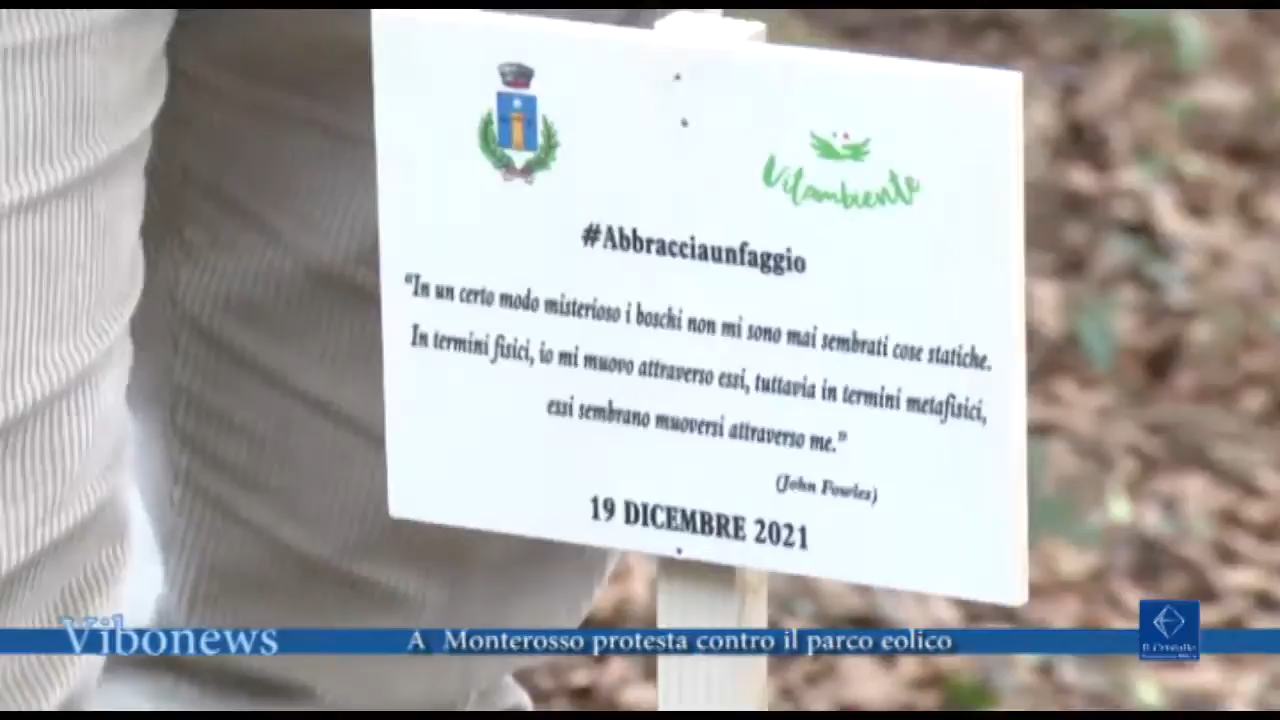 Vitambiente
#Abbracciaunfaggio
“In un certo modo misterioso i boschi non mi sono mai sembrati cose statiche.
In termini fisici, io mi muovo attraverso essi, tuttavia in termini metafisici,
essi sembrano muoversi attraverso me.”
(John Fowles)
19 DICEMBRE 2021
Vibonews
A Monterosso protesta contro il parco eolico